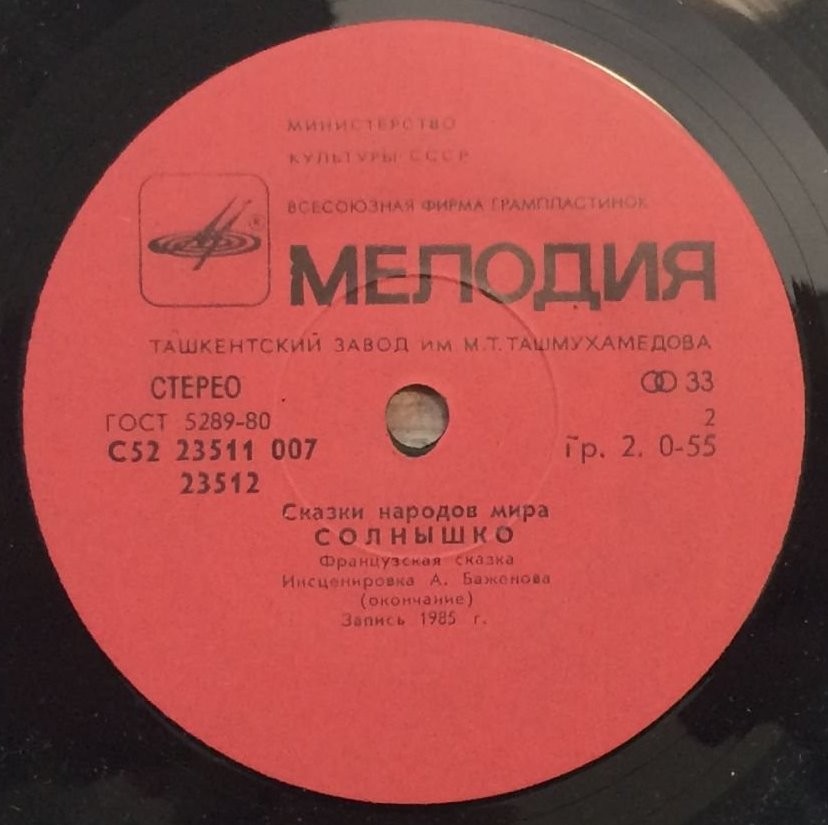 МИНИСТЕРСТВО
КУЛЬТУРЫ СССР
ВСЕСОЮЗНАЯ ФИРМА ГРАМПЛАСТИНОК
®
МЕЛОДИЯ
ТАШКЕНТСКИЙ ЗАВОД им М.Т.ТАШМУХАМЕДОВА
СТЕРЕО 33
ГОСТ 5289-80 2
С52 23511 007 Гр. 2. 0-55
23512
Сказки народов мира
СОЛНЫШКО
Французская сказка
Инсценировка А. Баженова
(окончание)
Запись 1985 г.